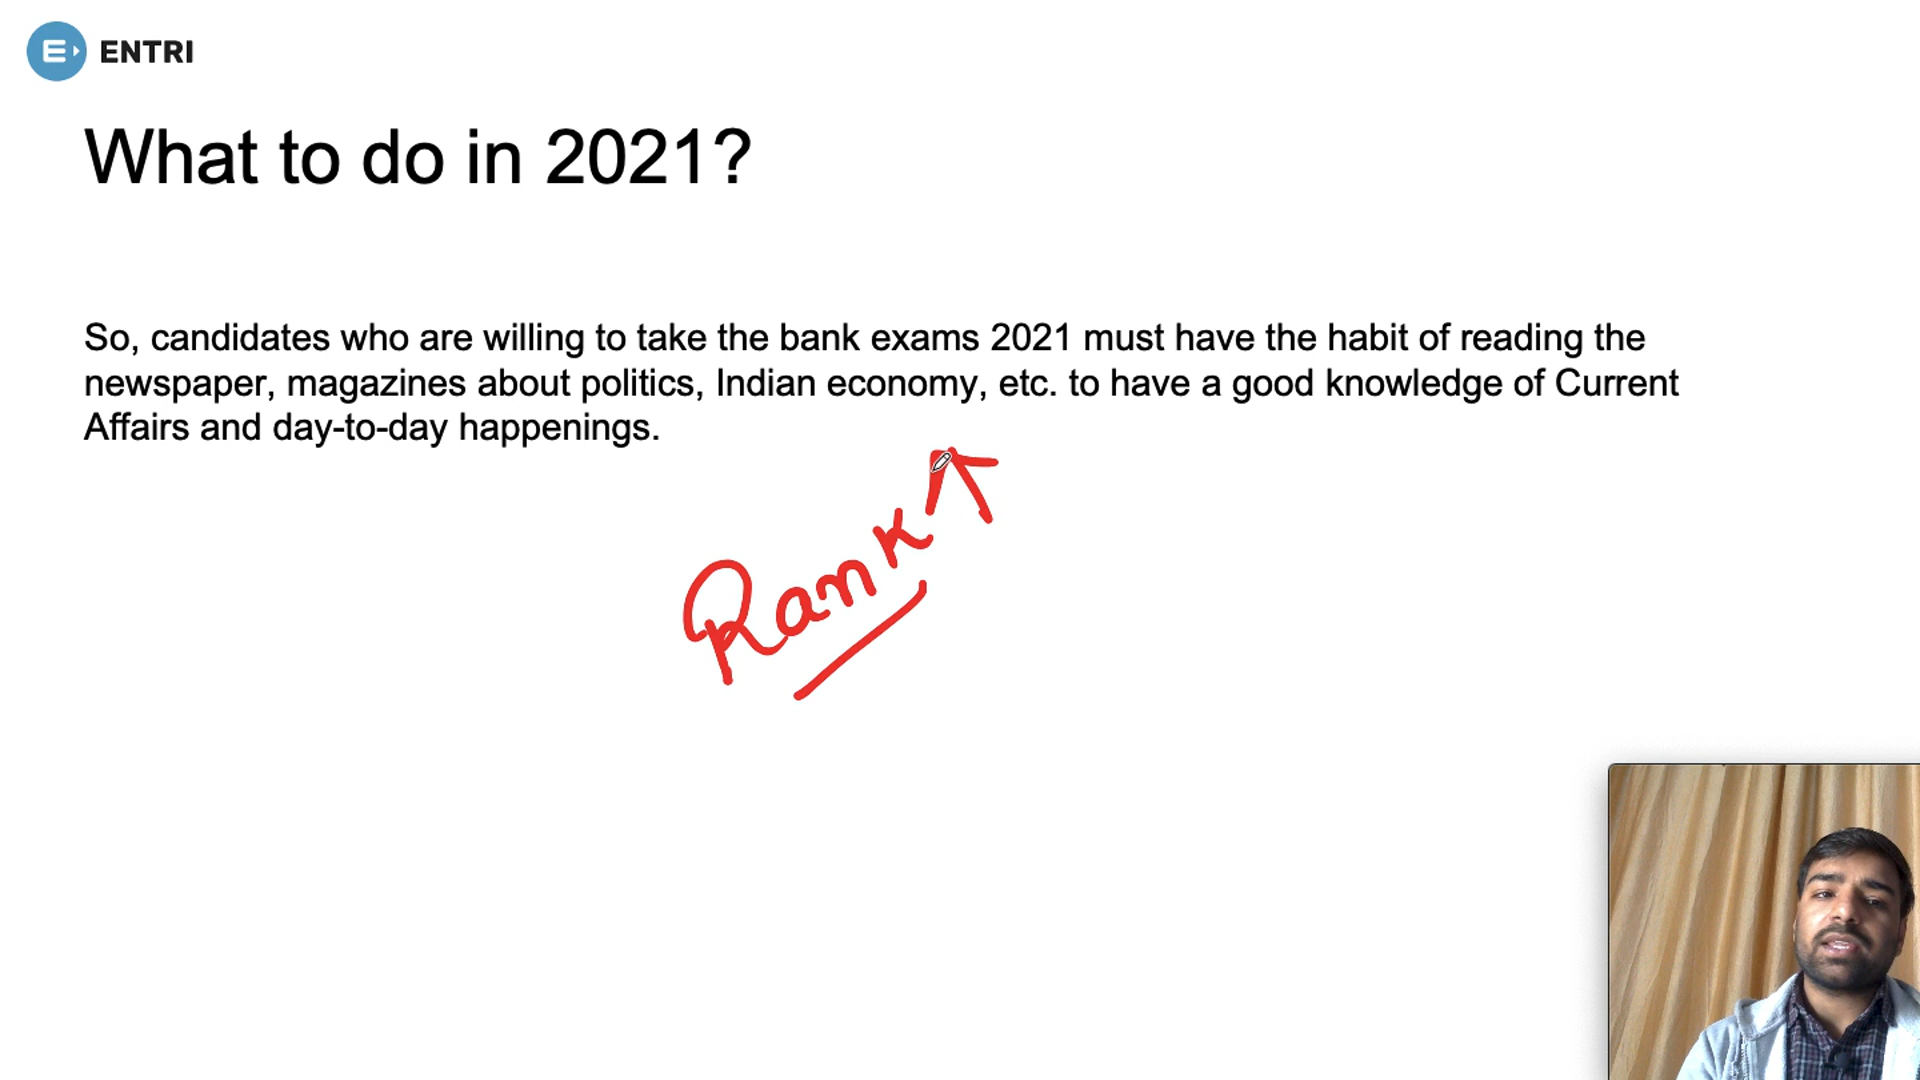 ENTRI
What to do in 2021?
So, candidates who are willing to take the bank exams 2021 must have the habit of reading the
newspaper, magazines about politics, Indian economy, etc. to have a good knowledge of Current
Affairs and day-to-day happenings.
Rank